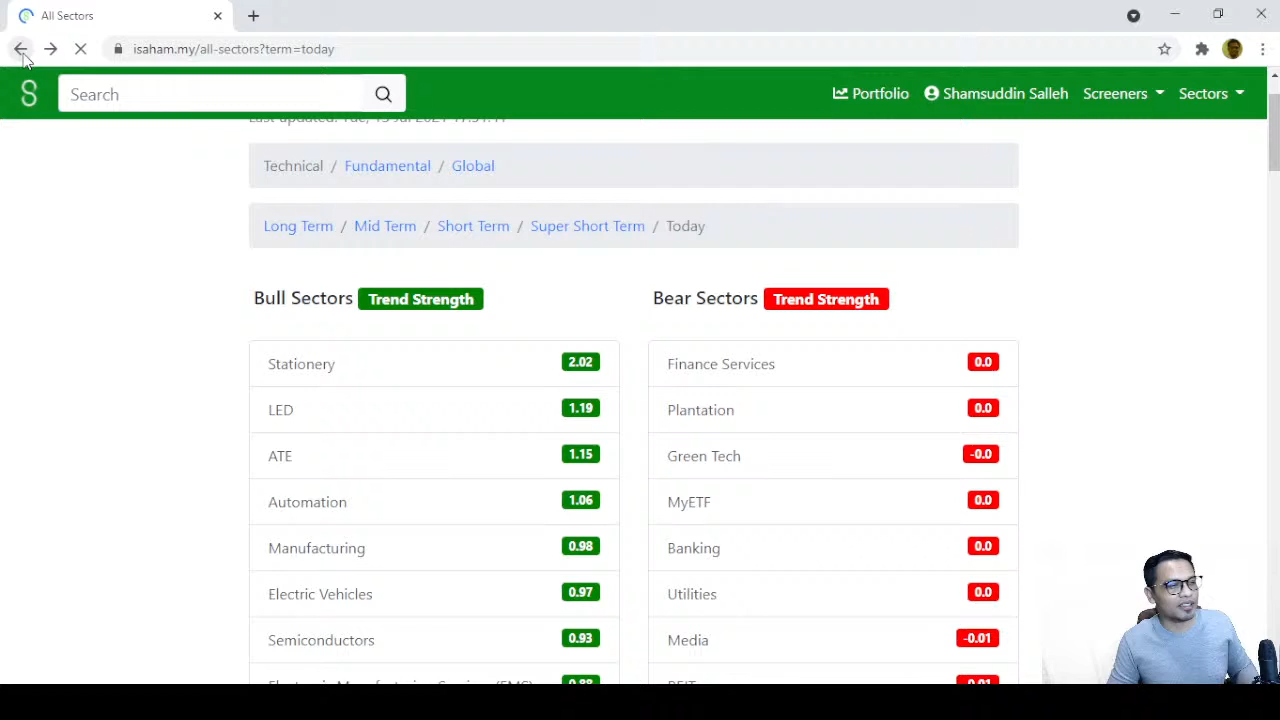 All Sectors
isaham.my/all-sectors?term=today
Search
Portfolio
Shamsuddin Salleh
Screeners
Sectors
Technical / Fundamental / Global
Long Term / Mid Term / Short Term / Super Short Term / Today
Bull Sectors Trend Strength
Bear Sectors Trend Strength
Stationery 2.02
Finance Services 0.0
LED 1.19
Plantation 0.0
ATE 1.15
Green Tech -0.0
Automation 1.06
MyETF 0.0
Manufacturing 0.98
Banking 0.0
Electric Vehicles 0.97
Utilities 0.0
Semiconductors 0.93
Media -0.01